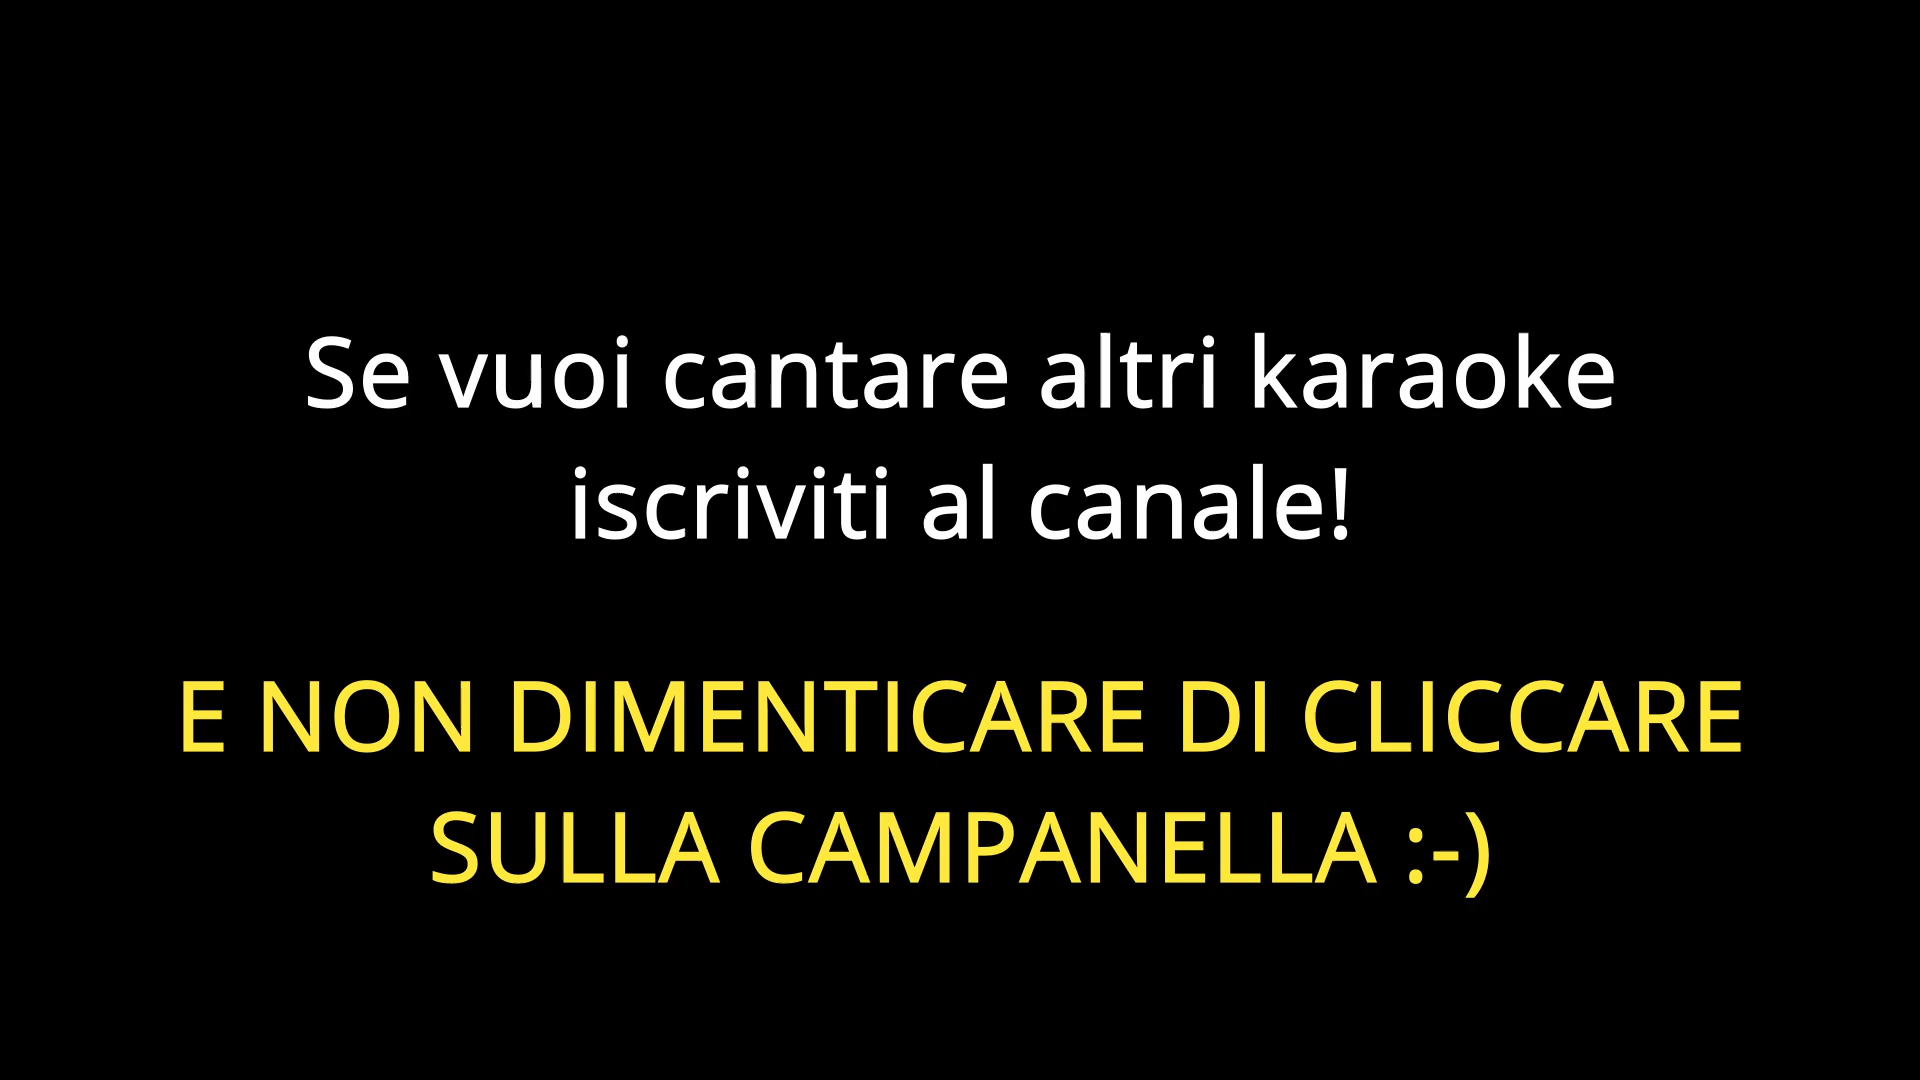 Se vuoi cantare altri karaoke
iscriviti al canale!
E NON DIMENTICARE DI CLICCARE
SULLA CAMPANELLA :-)